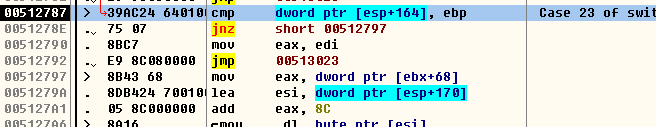 00512787 > 39AC24 640100 cmp dword ptr [esp+164], ebp Case 23 of swit
0051278E .˅ 75 07 jnz short 00512797
00512790 . 8BC7 mov eax, edi
00512792 .˅ E9 8C080000 jmp 00513023
00512797 > 8B43 68 mov eax, dword ptr [ebx+68]
0051279A . 8DB424 700100 lea esi, dword ptr [esp+170]
005127A1 . 05 8C000000 add eax, 8C
005127A6 > 8A16 mov dl, byte ptr [esi]